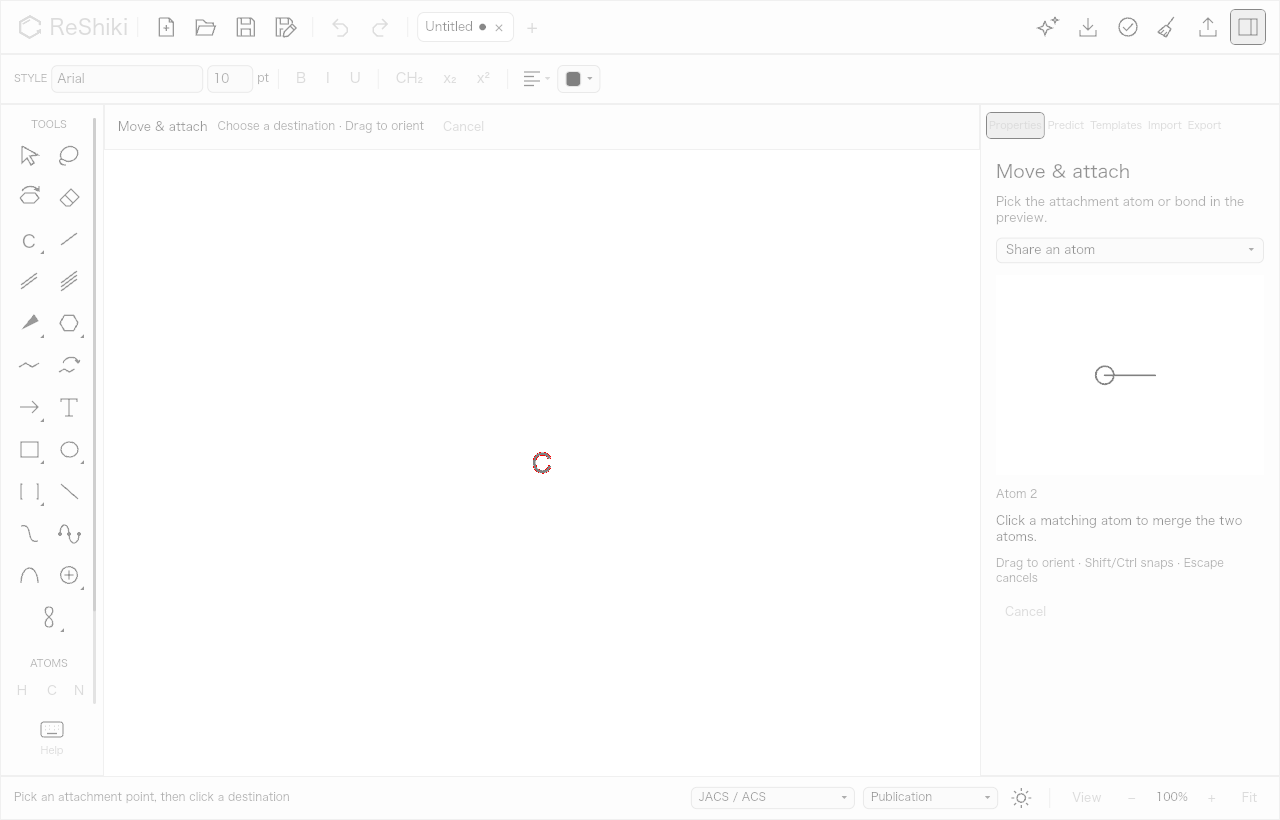 ReShiki
Untitled ● ×
+
STYLE Arial 10 pt B I U CH₂ x₂ x²
TOOLS
Move & attach Choose a destination · Drag to orient Cancel
Properties Predict Templates Import Export
Move & attach
Pick the attachment atom or bond in the
preview.
Share an atom
C
T
C
Atom 2
Click a matching atom to merge the two
atoms.
Drag to orient · Shift/Ctrl snaps · Escape
cancels
Cancel
ATOMS
H C N
Help
Pick an attachment point, then click a destination
JACS / ACS
Publication
View − 100% + Fit